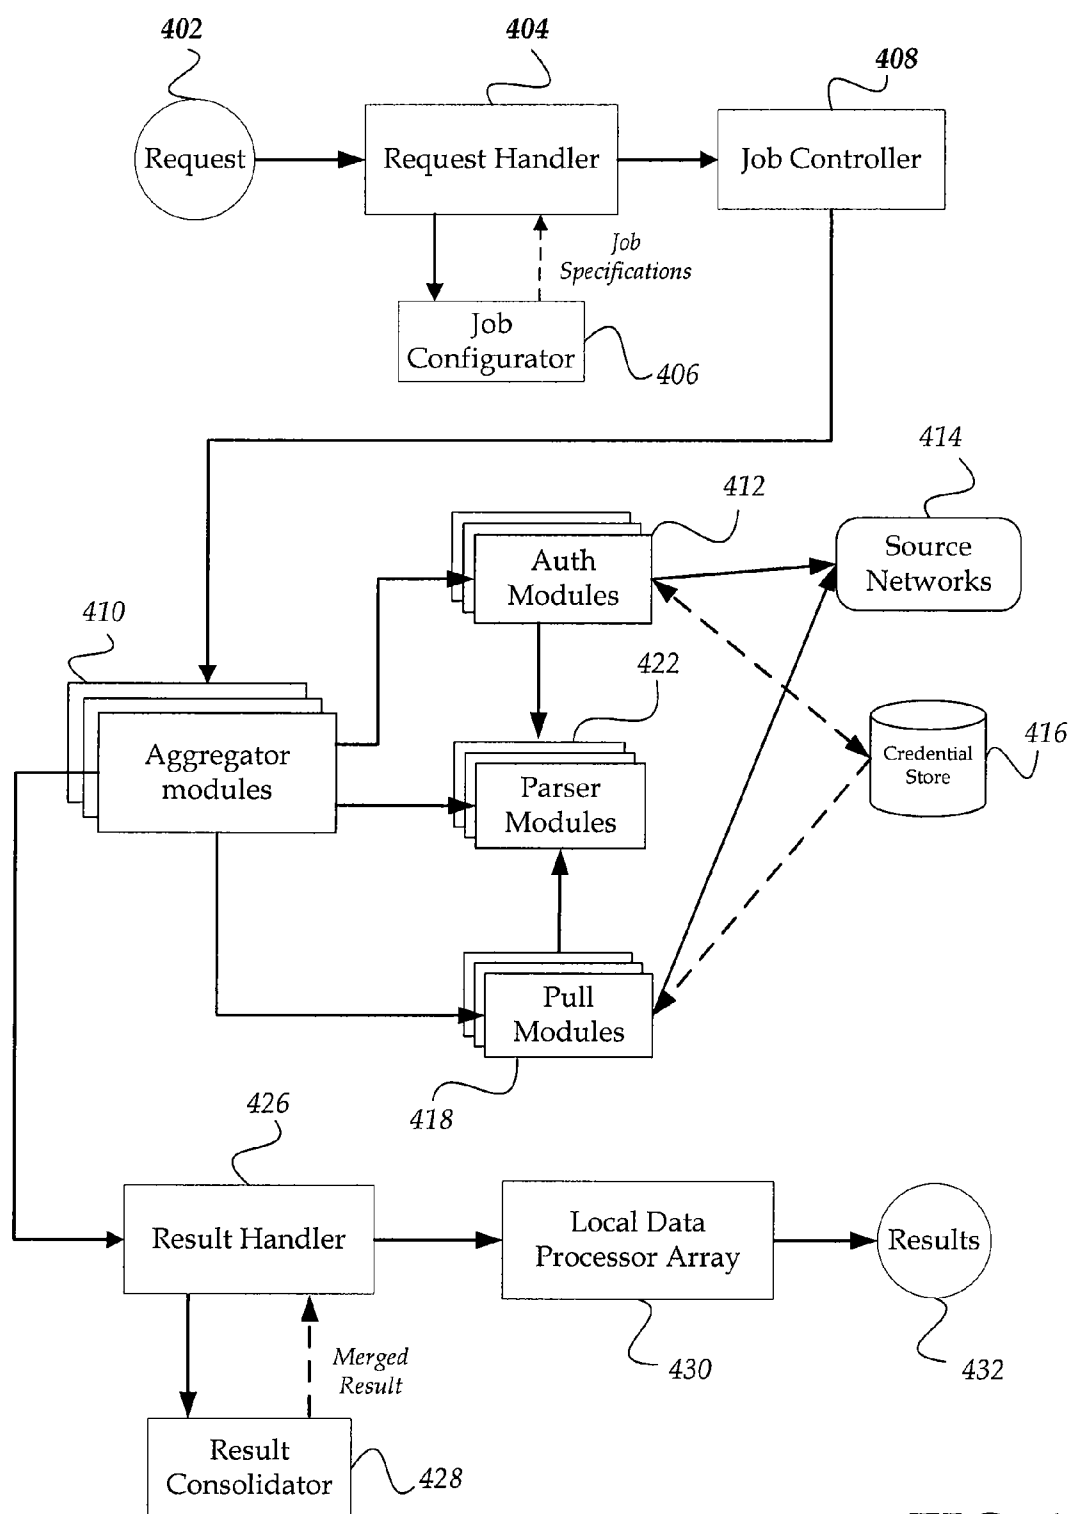 402
404
408
Request
Request Handler
Job Controller
Job
Specifications
Job
Configurator
406
414
412
Source
Networks
Auth
Modules
410
422
416
Credential
Store
Aggregator
modules
Parser
Modules
Pull
Modules
418
426
Result Handler
Local Data
Processor Array
Results
Merged
Result
430
432
Result
Consolidator
428